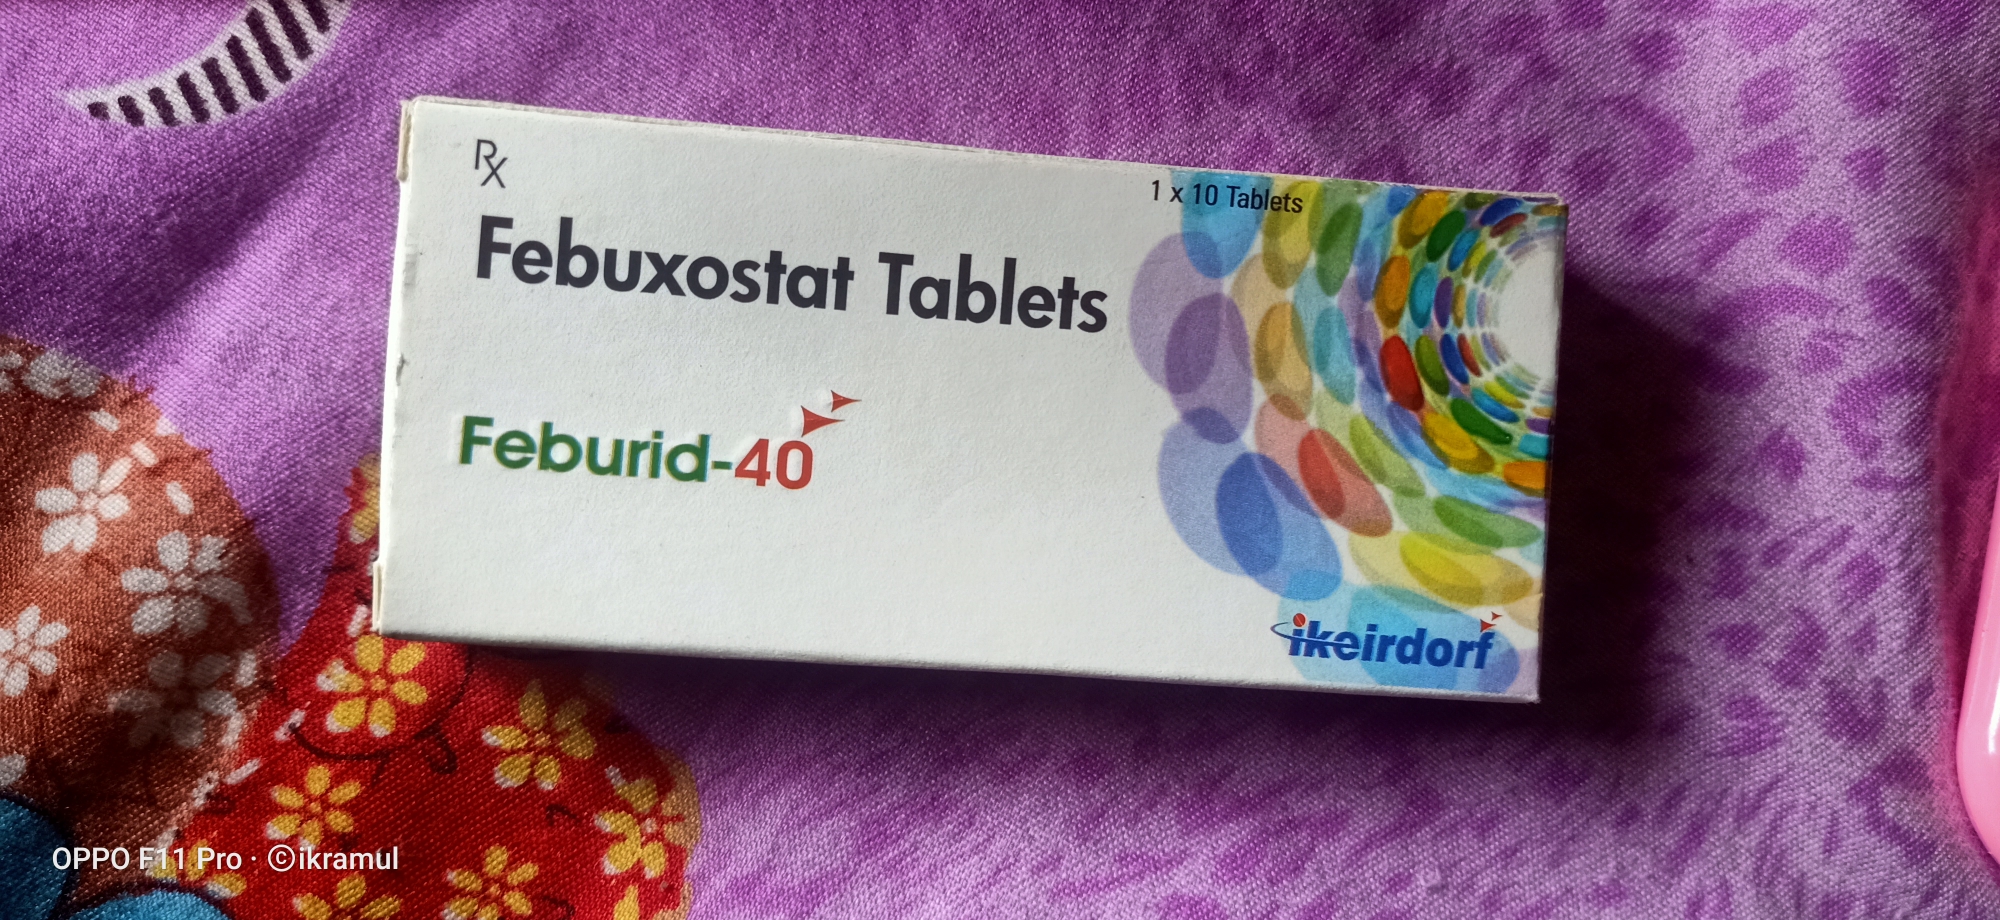 Rx
1 x 10 Tablets
Febuxostat Tablets
Feburid-40
ikeirdorf
OPPO F11 Pro · ©ikramul